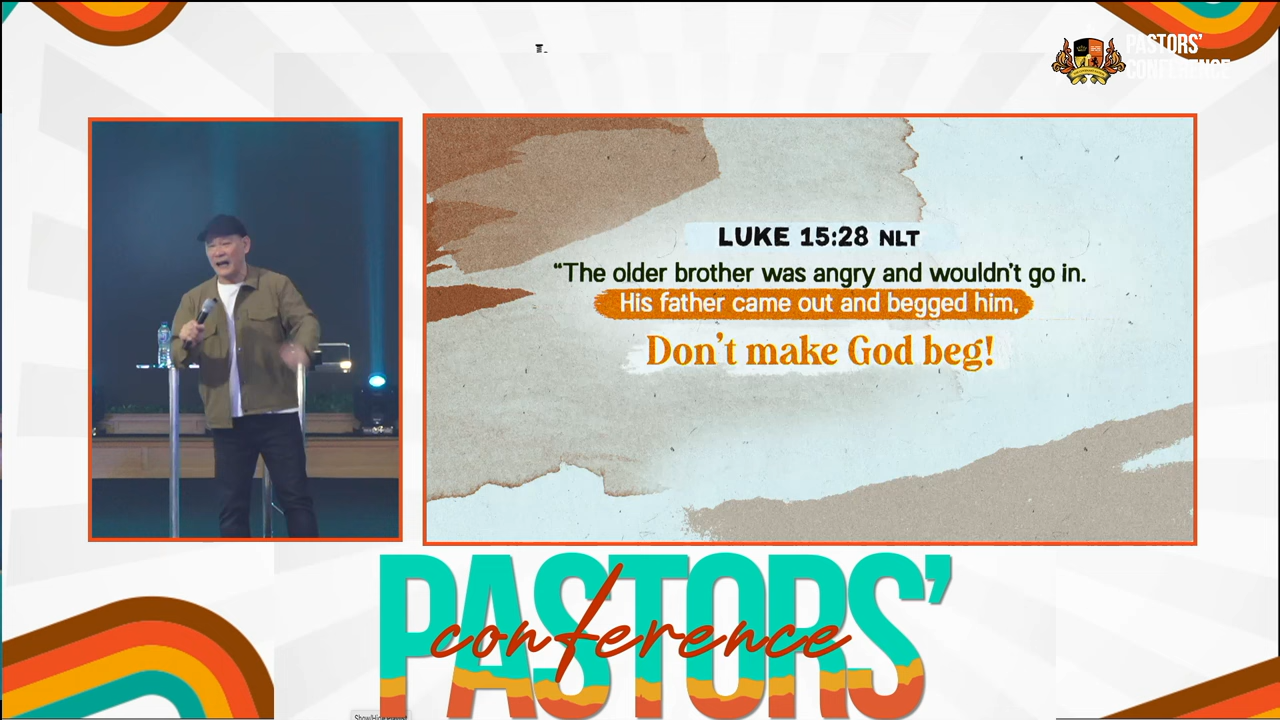 PASTORS'
CONFERENCE
LUKE 15:28 NLT
“The older brother was angry and wouldn't go in.
His father came out and begged him,
Don't make God beg!
PASTORS'
conference